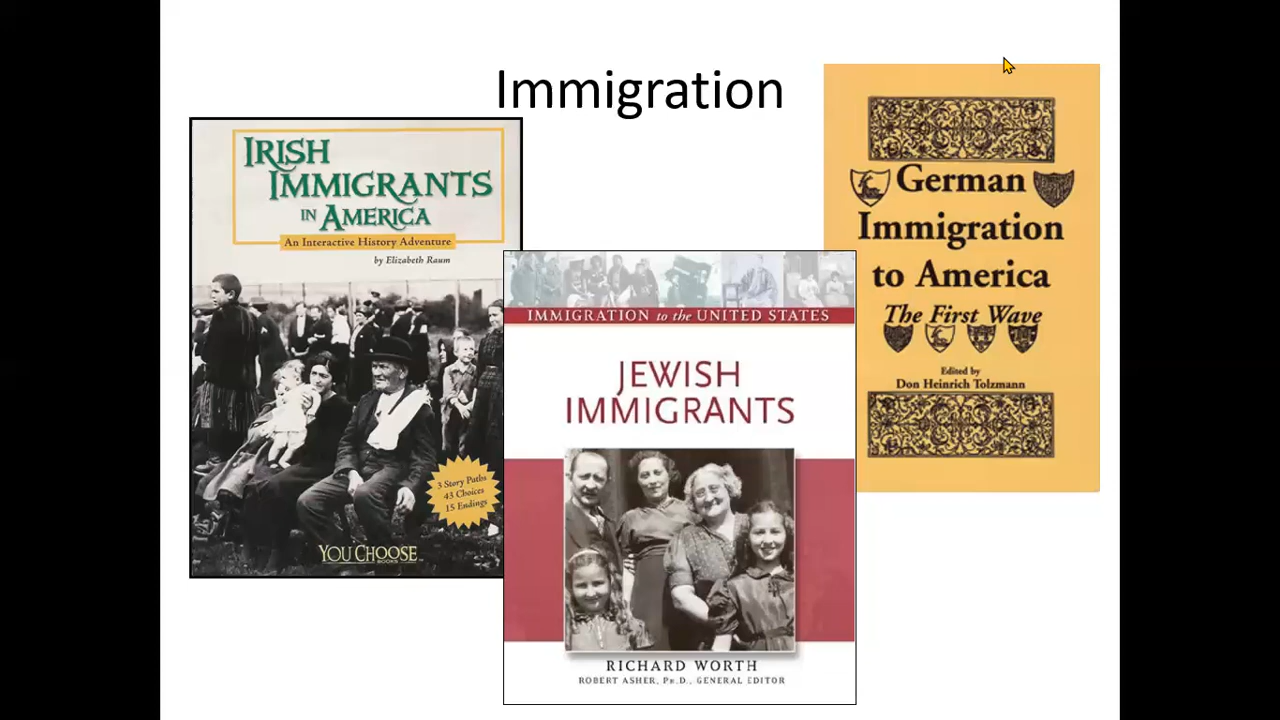 Immigration
IRISH
IMMIGRANTS
IN AMERICA
An Interactive History Adventure
by Elizabeth Raum
3 Story Paths
43 Choices
15 Endings
YOU CHOOSE
BOOKS
IMMIGRATION to the UNITED STATES
JEWISH
IMMIGRANTS
RICHARD WORTH
ROBERT ASHER, PH.D., GENERAL EDITOR
German
Immigration
to America
The First Wave
Edited by
Don Heinrich Tolzmann